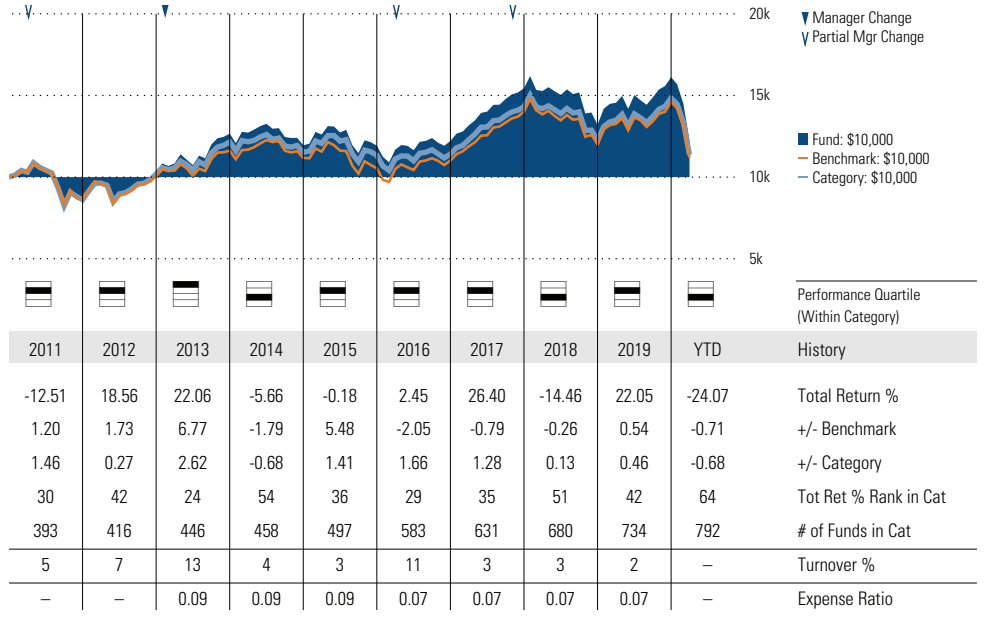 20k
▼ Manager Change
Partial Mgr Change
15k
Fund: $10,000
Benchmark: $10,000
Category: $10,000
10k
5k
Performance Quartile
(Within Category)
2011 2012 2013 2014 2015 2016 2017 2018 2019 YTD History
-12.51 18.56 22.06 -5.66 -0.18 2.45 26.40 -14.46 22.05 -24.07 Total Return %
1.20 1.73 6.77 -1.79 5.48 -2.05 -0.79 -0.26 0.54 -0.71 +/- Benchmark
1.46 0.27 2.62 -0.68 1.41 1.66 1.28 0.13 0.46 -0.68 +/- Category
30 42 24 54 36 29 35 51 42 64 Tot Ret % Rank in Cat
393 416 446 458 497 583 631 680 734 792 # of Funds in Cat
5 7 13 4 3 11 3 3 2 – Turnover %
– – 0.09 0.09 0.09 0.07 0.07 0.07 0.07 – Expense Ratio